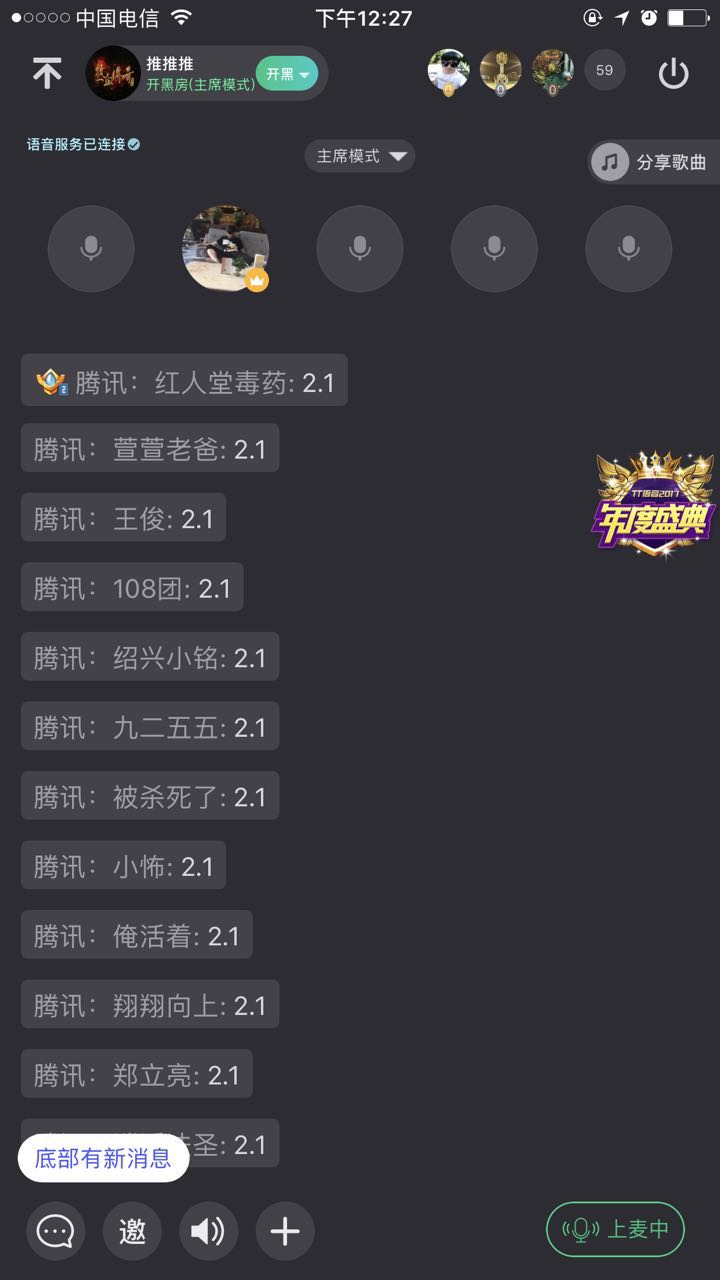 中国电信
下午12:27
推推推
开黑房(主席模式)
开黑
59
语音服务已连接
主席模式
分享歌曲
2
腾讯：红人堂毒药: 2.1
腾讯：萱萱老爸: 2.1
TT语音2017
年度盛典
腾讯：王俊: 2.1
腾讯：108团: 2.1
腾讯：绍兴小铭: 2.1
腾讯：九二五五: 2.1
腾讯：被杀死了: 2.1
腾讯：小怖: 2.1
腾讯：俺活着: 2.1
腾讯：翔翔向上: 2.1
腾讯：郑立亮: 2.1
圣: 2.1
底部有新消息
邀
上麦中